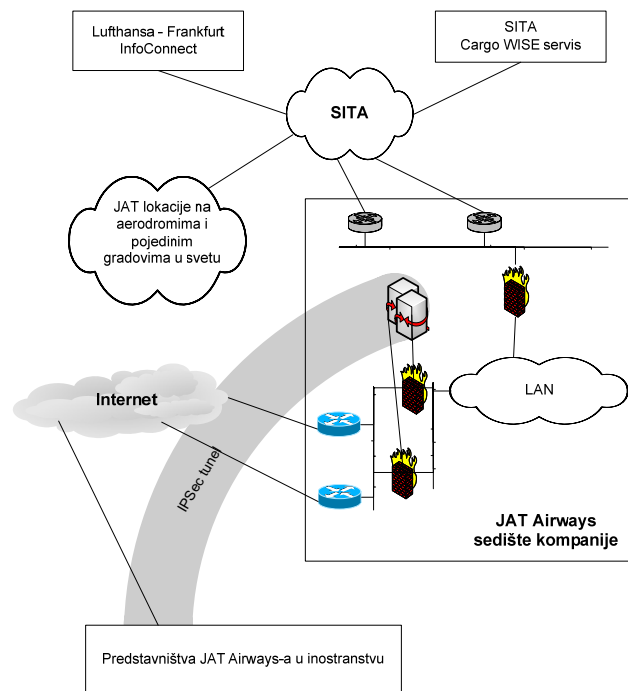 Lufthansa - Frankfurt
InfoConnect
SITA
Cargo WISE servis
SITA
JAT lokacije na
aerodromima i
pojedinim
gradovima u svetu
LAN
Internet
IPSec tunel
JAT Airways
sedište kompanije
Predstavništva JAT Airways-a u inostranstvu